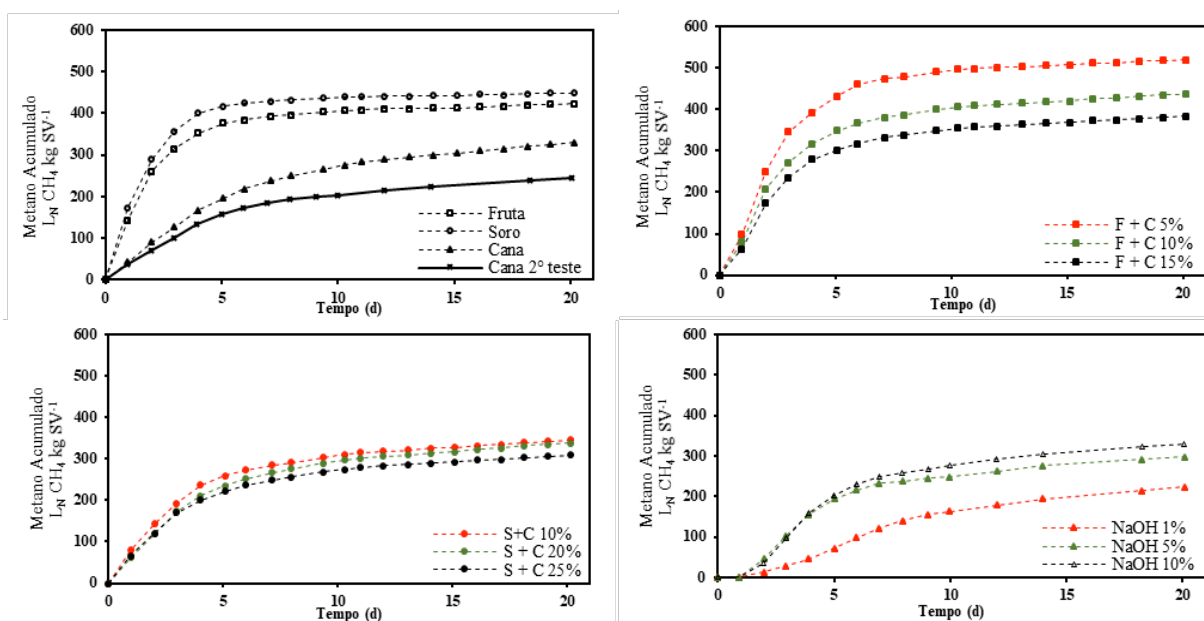 Metano Acumulado
L_N CH₄ kg SV⁻¹
600
500
400
300
200
100
0
0 5 10 15 20
Tempo (d)
Fruta
Soro
Cana
Cana 2° teste
Metano Acumulado
L_N CH₄ kg SV⁻¹
600
500
400
300
200
100
0
0 5 10 15 20
Tempo (d)
F + C 5%
F + C 10%
F + C 15%
Metano Acumulado
L_N CH₄ kg SV⁻¹
600
500
400
300
200
100
0
0 5 10 15 20
Tempo (d)
S+C 10%
S + C 20%
S + C 25%
Metano Acumulado
L_N CH₄ kg SV⁻¹
600
500
400
300
200
100
0
0 5 10 15 20
Tempo (d)
NaOH 1%
NaOH 5%
NaOH 10%